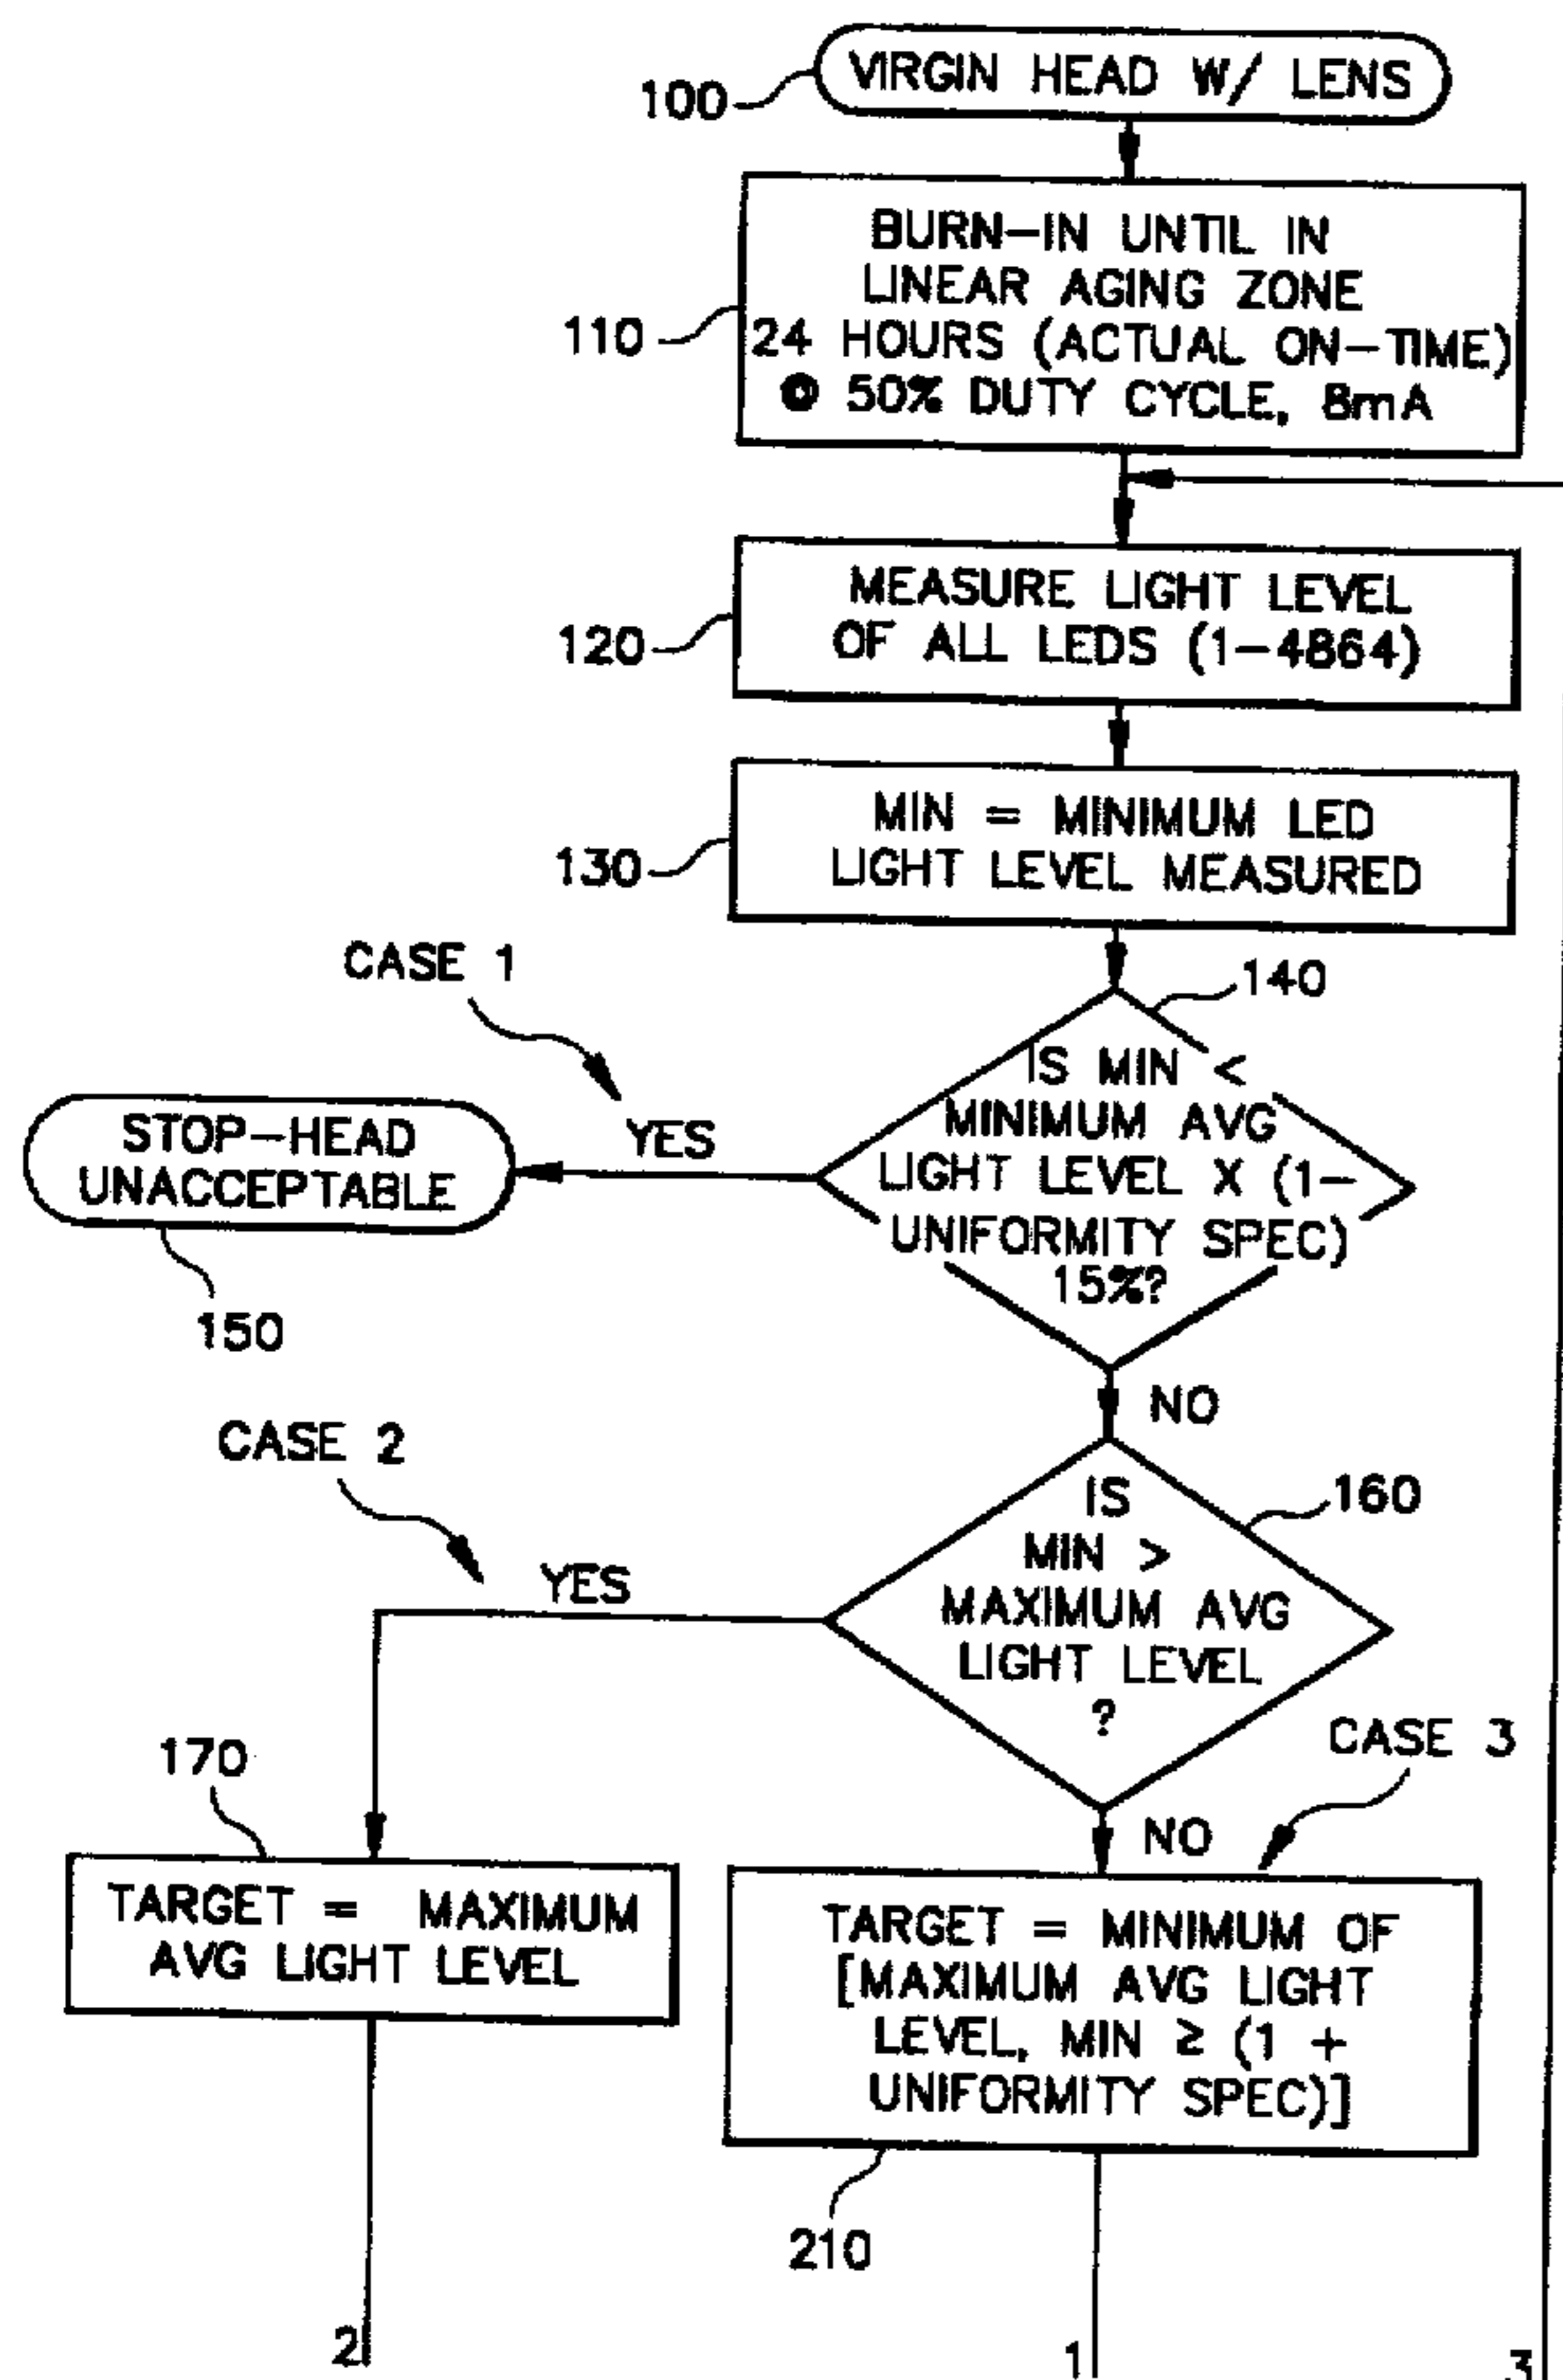 VIRGIN HEAD W/ LENS
100
BURN-IN UNTIL IN
LINEAR AGING ZONE
24 HOURS (ACTUAL ON-TIME)
@ 50% DUTY CYCLE, 8mA
110
MEASURE LIGHT LEVEL
OF ALL LEDS (1-4864)
120
MIN = MINIMUM LED
LIGHT LEVEL MEASURED
130
CASE 1
140
IS MIN <
MINIMUM AVG
LIGHT LEVEL X (1-
UNIFORMITY SPEC)
15%?
YES
STOP-HEAD
UNACCEPTABLE
150
NO
CASE 2
160
IS
MIN >
MAXIMUM AVG
LIGHT LEVEL
?
YES
CASE 3
NO
170
TARGET = MAXIMUM
AVG LIGHT LEVEL
TARGET = MINIMUM OF
[MAXIMUM AVG LIGHT
LEVEL, MIN ≥ (1 +
UNIFORMITY SPEC)]
210
2
1
3